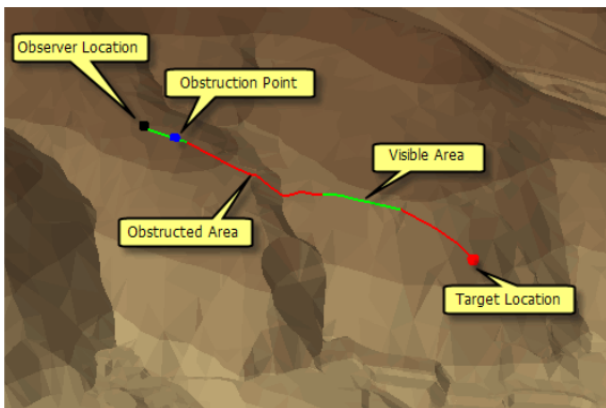 Observer Location
Obstruction Point
Visible Area
Obstructed Area
Target Location